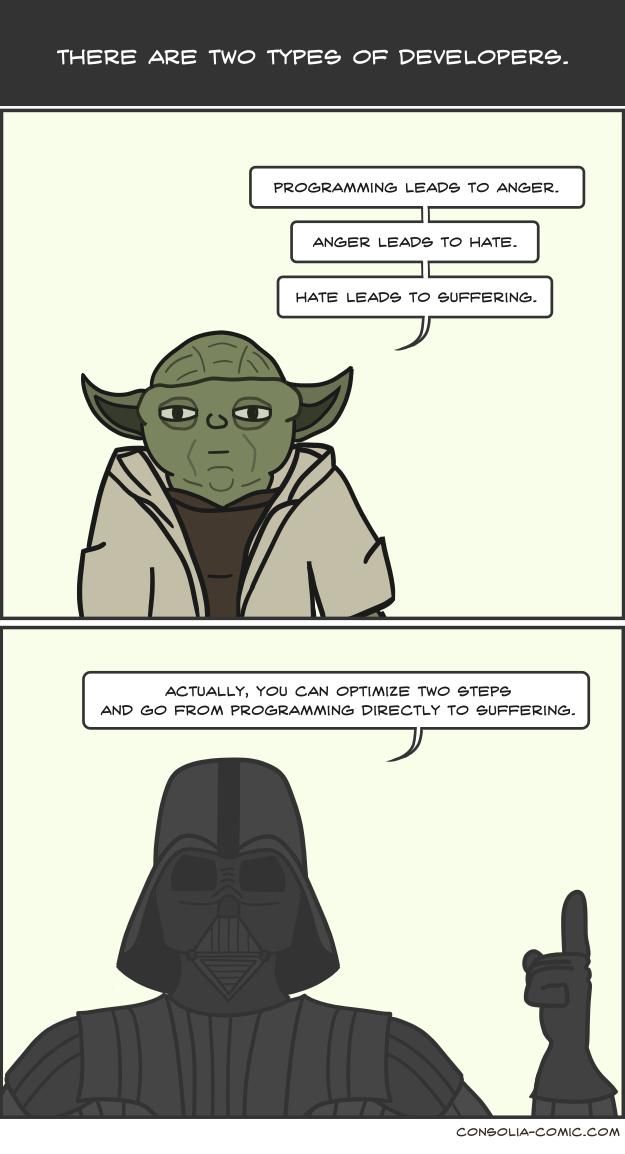 THERE ARE TWO TYPES OF DEVELOPERS.
PROGRAMMING LEADS TO ANGER.
ANGER LEADS TO HATE.
HATE LEADS TO SUFFERING.
ACTUALLY, YOU CAN OPTIMIZE TWO STEPS
AND GO FROM PROGRAMMING DIRECTLY TO SUFFERING.
CONSOLIA-COMIC.COM